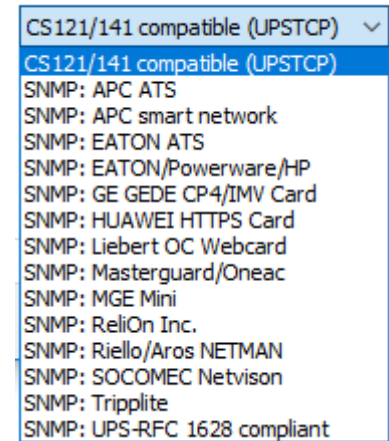 CS121/141 compatible (UPSTCP)
CS121/141 compatible (UPSTCP)
SNMP: APC ATS
SNMP: APC smart network
SNMP: EATON ATS
SNMP: EATON/Powerware/HP
SNMP: GE GEDE CP4/IMV Card
SNMP: HUAWEI HTTPS Card
SNMP: Liebert OC Webcard
SNMP: Masterguard/Oneac
SNMP: MGE Mini
SNMP: ReliOn Inc.
SNMP: Riello/Aros NETMAN
SNMP: SOCOMEC Netvison
SNMP: Tripplite
SNMP: UPS-RFC 1628 compliant